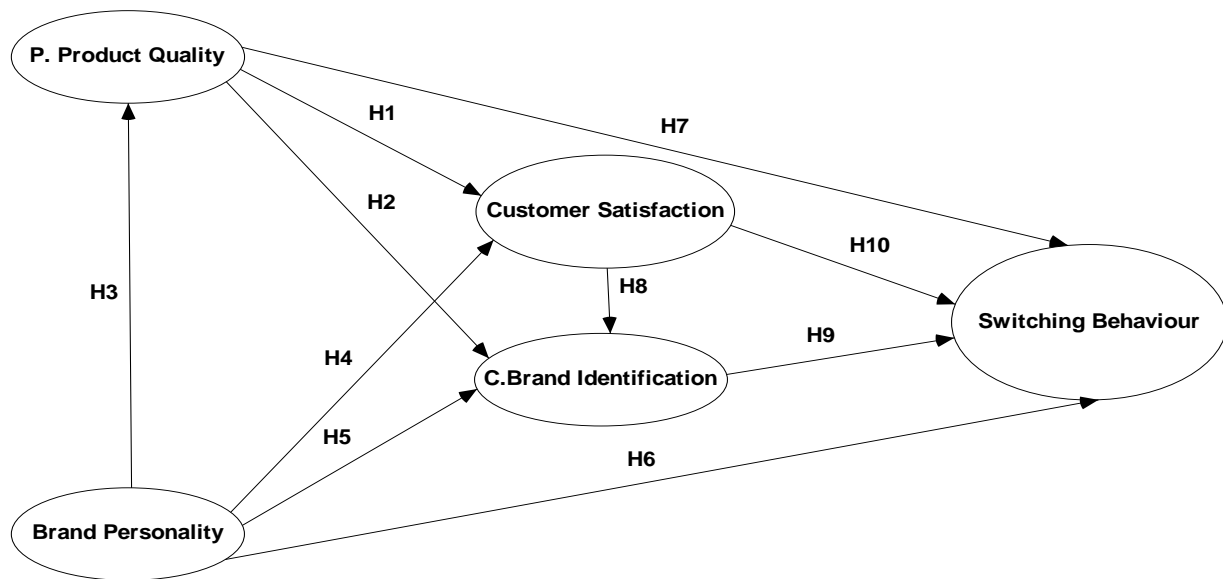 P. Product Quality
H1
H7
H2
Customer Satisfaction
H10
H3
H8
Switching Behaviour
H4
H9
C.Brand Identification
H5
H6
Brand Personality